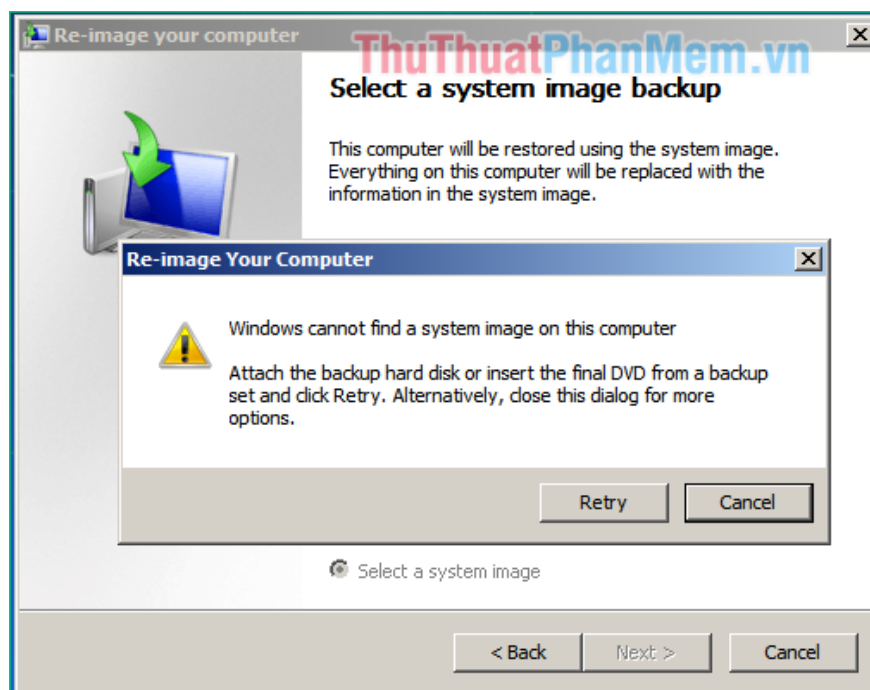 Re-image your computer
ThuThuatPhanMem.vn
Select a system image backup
This computer will be restored using the system image.
Everything on this computer will be replaced with the
information in the system image.
Re-image Your Computer
Windows cannot find a system image on this computer
Attach the backup hard disk or insert the final DVD from a backup
set and click Retry. Alternatively, close this dialog for more
options.
Retry Cancel
Select a system image
< Back Next > Cancel